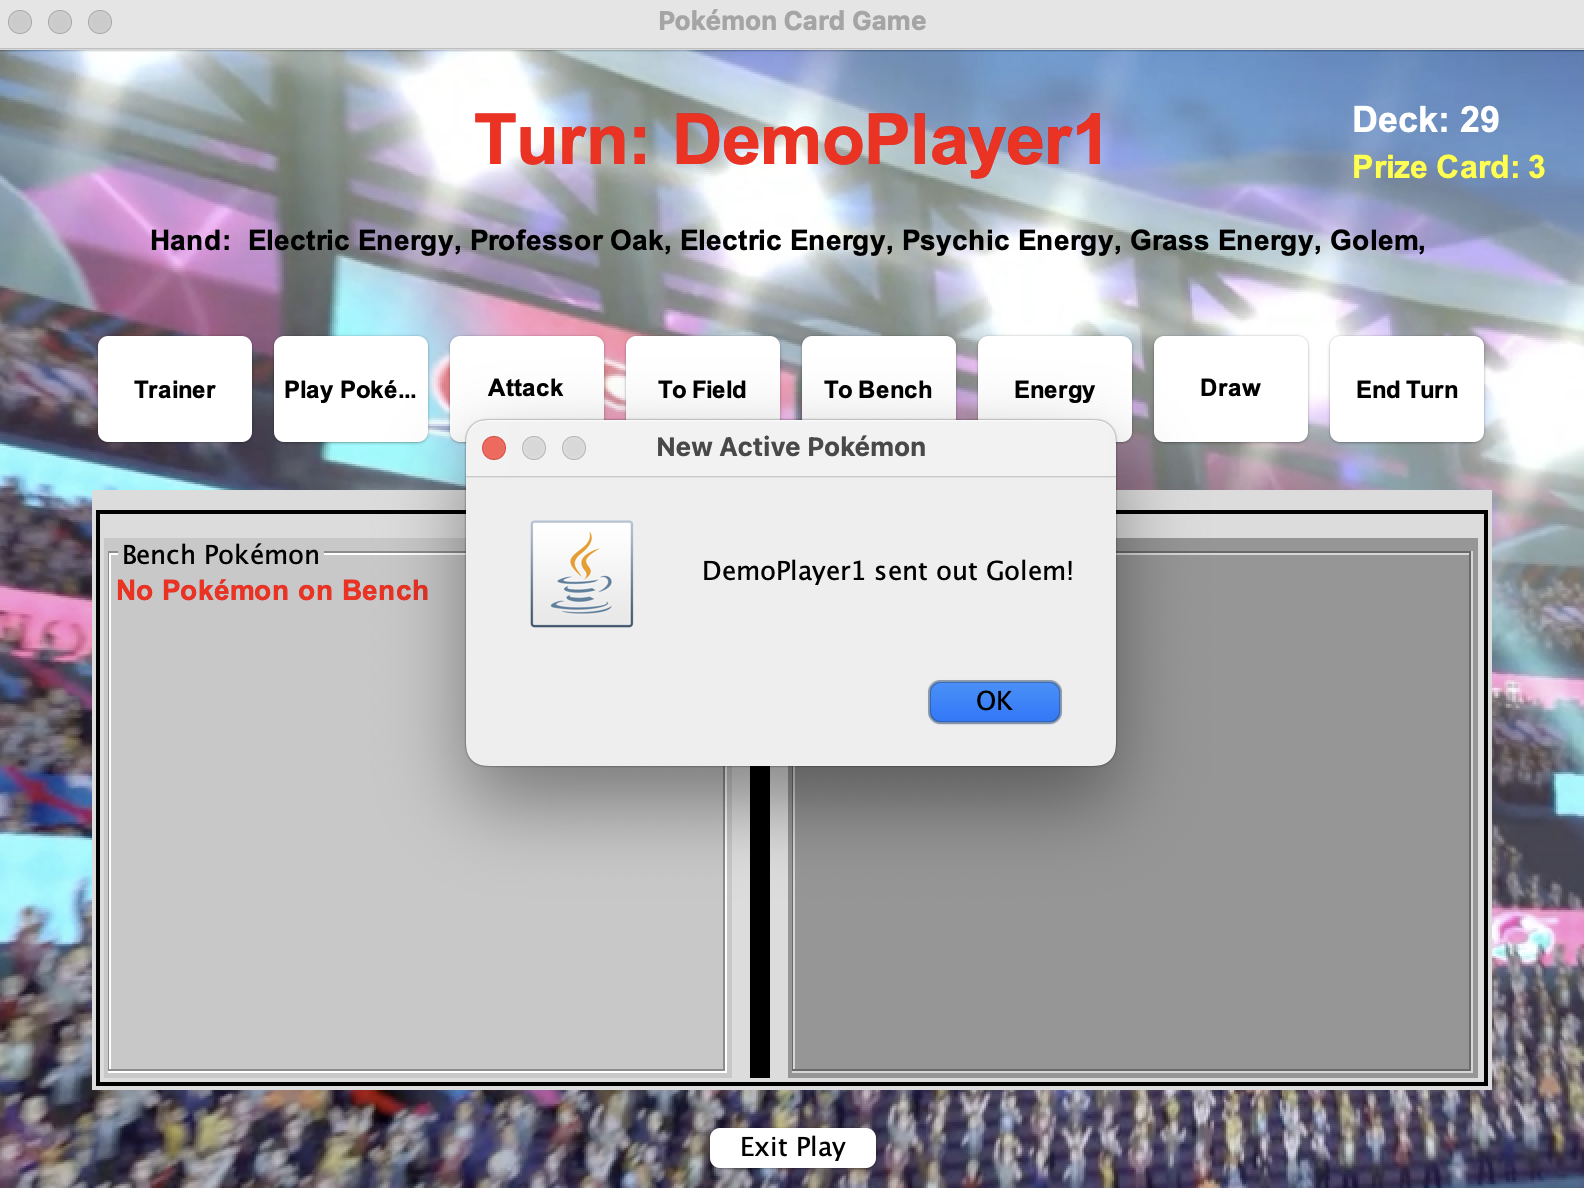 Pokémon Card Game
Turn: DemoPlayer1
Deck: 29
Prize Card: 3
Hand: Electric Energy, Professor Oak, Electric Energy, Psychic Energy, Grass Energy, Golem,
Trainer
Play Poké...
Attack
To Field
To Bench
Energy
Draw
End Turn
New Active Pokémon
DemoPlayer1 sent out Golem!
OK
Bench Pokémon
No Pokémon on Bench
Exit Play